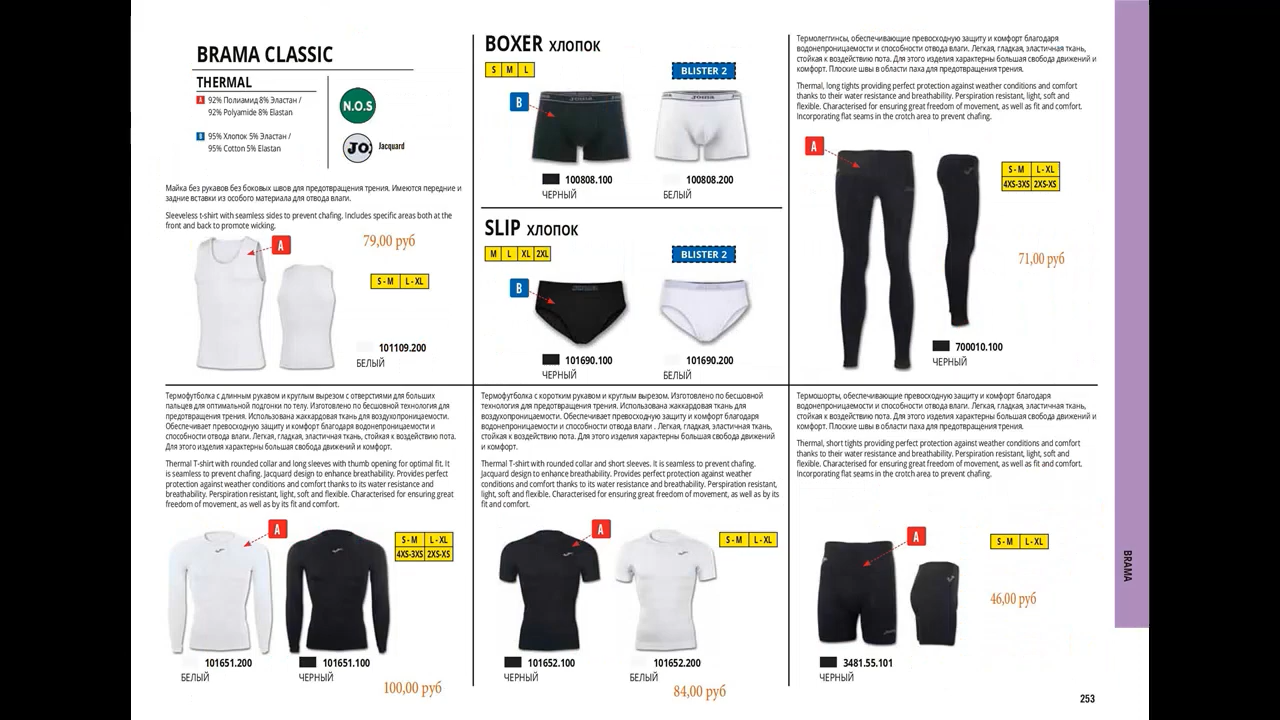 BRAMA CLASSIC
THERMAL
A 92% Полиамид 8% Эластан /
92% Polyamide 8% Elastan
B 95% Хлопок 5% Эластан /
95% Cotton 5% Elastan
N.O.S
JO Jacquard
Майка без рукавов без боковых швов для предотвращения трения. Имеются передние и
задние вставки из особого материала для отвода влаги.
Sleeveless t-shirt with seamless sides to prevent chafing. Includes specific areas both at the
front and back to promote wicking.
79,00 руб
A
S - M L - XL
101109.200
БЕЛЫЙ
BOXER ХЛОПОК
S M L
BLISTER 2
B
100808.100
ЧЕРНЫЙ
100808.200
БЕЛЫЙ
SLIP ХЛОПОК
M L XL 2XL
BLISTER 2
B
101690.100
ЧЕРНЫЙ
101690.200
БЕЛЫЙ
Термолеггинсы, обеспечивающие превосходную защиту и комфорт благодаря
водонепроницаемости и способности отвода влаги. Легкая, гладкая, эластичная ткань,
стойкая к воздействию пота. Для этого изделия характерны большая свобода движений и
комфорт. Плоские швы в области паха для предотвращения трения.
Thermal, long tights providing perfect protection against weather conditions and comfort
thanks to their water resistance and breathability. Perspiration resistant, light, soft and
flexible. Characterised for ensuring great freedom of movement, as well as fit and comfort.
Incorporating flat seams in the crotch area to prevent chafing.
A
S - M L - XL
4XS-3XS 2XS-XS
71,00 руб
700010.100
ЧЕРНЫЙ
Термофутболка с длинным рукавом и круглым вырезом с отверстиями для больших
пальцев для оптимальной подгонки по телу. Изготовлено по бесшовной технологии для
предотвращения трения. Использована жаккардовая ткань для воздухопроницаемости.
Обеспечивает превосходную защиту и комфорт благодаря водонепроницаемости и
способности отвода влаги. Легкая, гладкая, эластичная ткань, стойкая к воздействию пота.
Для этого изделия характерны большая свобода движений и комфорт.
Thermal T-shirt with rounded collar and long sleeves with thumb opening for optimal fit. It
is seamless to prevent chafing. Jacquard design to enhance breathability. Provides perfect
protection against weather conditions and comfort thanks to its water resistance and
breathability. Perspiration resistant, light, soft and flexible. Characterised for ensuring great
freedom of movement, as well as by its fit and comfort.
A
S - M L - XL
4XS-3XS 2XS-XS
101651.200
БЕЛЫЙ
101651.100
ЧЕРНЫЙ
100,00 руб
Термофутболка с коротким рукавом и круглым вырезом. Изготовлено по бесшовной
технологии для предотвращения трения. Использована жаккардовая ткань для
воздухопроницаемости. Обеспечивает превосходную защиту и комфорт благодаря
водонепроницаемости и способности отвода влаги . Легкая, гладкая, эластичная ткань,
стойкая к воздействию пота. Для этого изделия характерны большая свобода движений
и комфорт.
Thermal T-shirt with rounded collar and short sleeves. It is seamless to prevent chafing.
Jacquard design to enhance breathability. Provides perfect protection against weather
conditions and comfort thanks to its water resistance and breathability. Perspiration resistant,
light, soft and flexible. Characterised for ensuring great freedom of movement, as well as by its
fit and comfort.
A
S - M L - XL
101652.100
ЧЕРНЫЙ
101652.200
БЕЛЫЙ
84,00 руб
Термошорты, обеспечивающие превосходную защиту и комфорт благодаря
водонепроницаемости и способности отвода влаги. Легкая, гладкая, эластичная ткань,
стойкая к воздействию пота. Для этого изделия характерны большая свобода движений и
комфорт. Плоские швы в области паха для предотвращения трения.
Thermal, short tights providing perfect protection against weather conditions and comfort
thanks to their water resistance and breathability. Perspiration resistant, light, soft and
flexible. Characterised for ensuring great freedom of movement, as well as fit and comfort.
Incorporating flat seams in the crotch area to prevent chafing.
A
S - M L - XL
46,00 руб
3481.55.101
ЧЕРНЫЙ
BRAMA
253